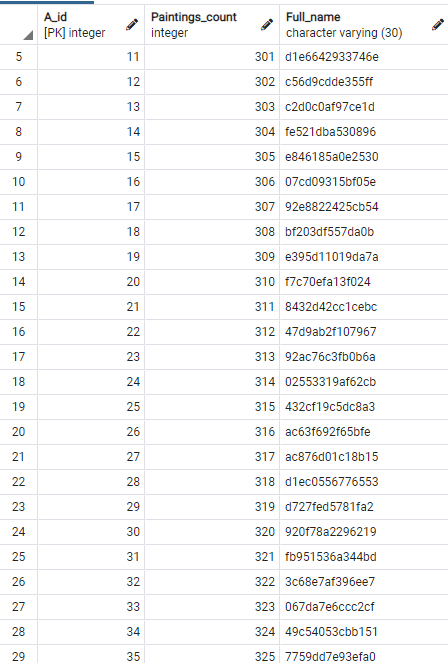 A_id Paintings_count Full_name
[PK] integer integer character varying (30)
5 11 301 d1e6642933746e
6 12 302 c56d9cdde355ff
7 13 303 c2d0c0af97ce1d
8 14 304 fe521dba530896
9 15 305 e846185a0e2530
10 16 306 07cd09315bf05e
11 17 307 92e8822425cb54
12 18 308 bf203df557da0b
13 19 309 e395d11019da7a
14 20 310 f7c70efa13f024
15 21 311 8432d42cc1cebc
16 22 312 47d9ab2f107967
17 23 313 92ac76c3fb0b6a
18 24 314 02553319af62cb
19 25 315 432cf19c5dc8a3
20 26 316 ac63f692f65bfe
21 27 317 ac876d01c18b15
22 28 318 d1ec0556776553
23 29 319 d727fed5781fa2
24 30 320 920f78a2296219
25 31 321 fb951536a344bd
26 32 322 3c68e7af396ee7
27 33 323 067da7e6ccc2cf
28 34 324 49c54053cbb151
29 35 325 7759dd7e93efa0